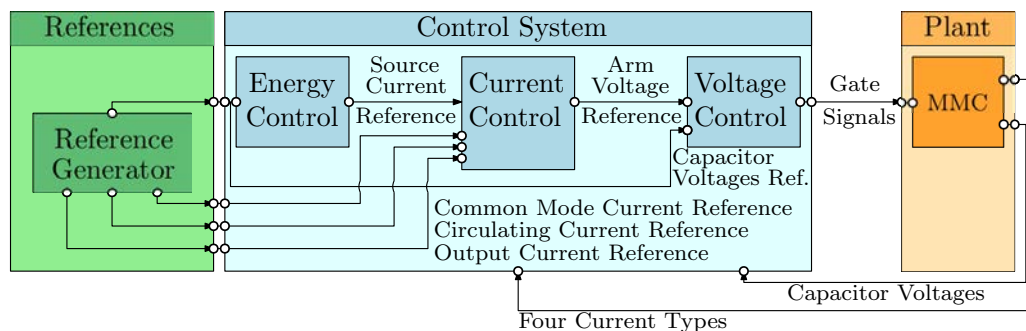 References
Control System
Plant
Energy
Control
Source
Current
Reference
Current
Control
Arm
Voltage
Reference
Voltage
Control
Gate
Signals
MMC
Reference
Generator
Capacitor
Voltages Ref.
Common Mode Current Reference
Circulating Current Reference
Output Current Reference
Capacitor Voltages
Four Current Types